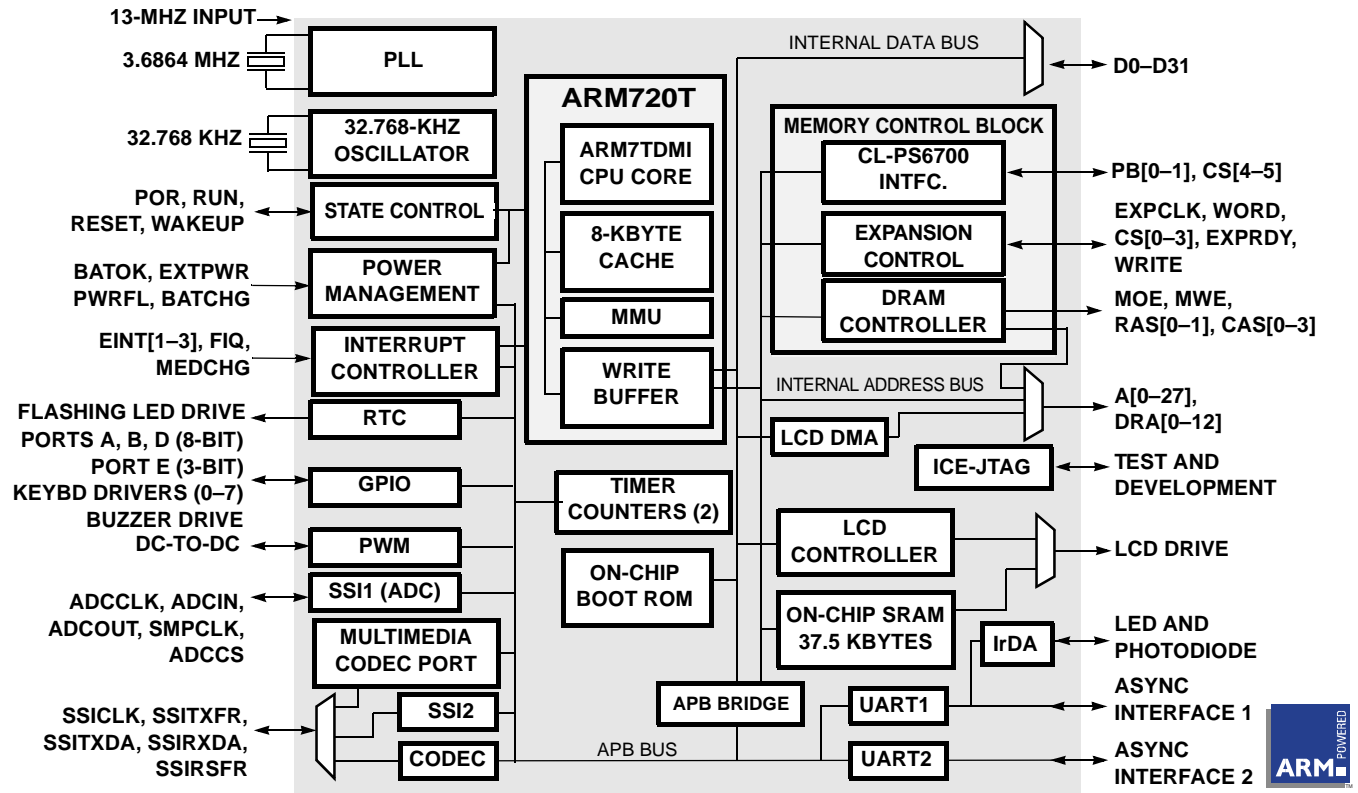 13-MHZ INPUT
3.6864 MHZ
PLL
32.768 KHZ
32.768-KHZ
OSCILLATOR
POR, RUN,
RESET, WAKEUP
STATE CONTROL
BATOK, EXTPWR
PWRFL, BATCHG
POWER
MANAGEMENT
EINT[1–3], FIQ,
MEDCHG
INTERRUPT
CONTROLLER
FLASHING LED DRIVE
RTC
PORTS A, B, D (8-BIT)
PORT E (3-BIT)
KEYBD DRIVERS (0–7)
BUZZER DRIVE
GPIO
DC-TO-DC
PWM
ADCCLK, ADCIN,
ADCOUT, SMPCLK,
ADCCS
SSI1 (ADC)
MULTIMEDIA
CODEC PORT
SSICLK, SSITXFR,
SSITXDA, SSIRXDA,
SSIRSFR
SSI2
CODEC
ARM720T
ARM7TDMI
CPU CORE
8-KBYTE
CACHE
MMU
WRITE
BUFFER
TIMER
COUNTERS (2)
ON-CHIP
BOOT ROM
APB BRIDGE
APB BUS
INTERNAL DATA BUS
D0–D31
MEMORY CONTROL BLOCK
CL-PS6700
INTFC.
PB[0–1], CS[4–5]
EXPANSION
CONTROL
EXPCLK, WORD,
CS[0–3], EXPRDY,
WRITE
DRAM
CONTROLLER
MOE, MWE,
RAS[0–1], CAS[0–3]
INTERNAL ADDRESS BUS
A[0–27],
DRA[0–12]
LCD DMA
ICE-JTAG
TEST AND
DEVELOPMENT
LCD
CONTROLLER
LCD DRIVE
ON-CHIP SRAM
37.5 KBYTES
IrDA
LED AND
PHOTODIODE
UART1
ASYNC
INTERFACE 1
UART2
ASYNC
INTERFACE 2
ARM
POWERED
TM